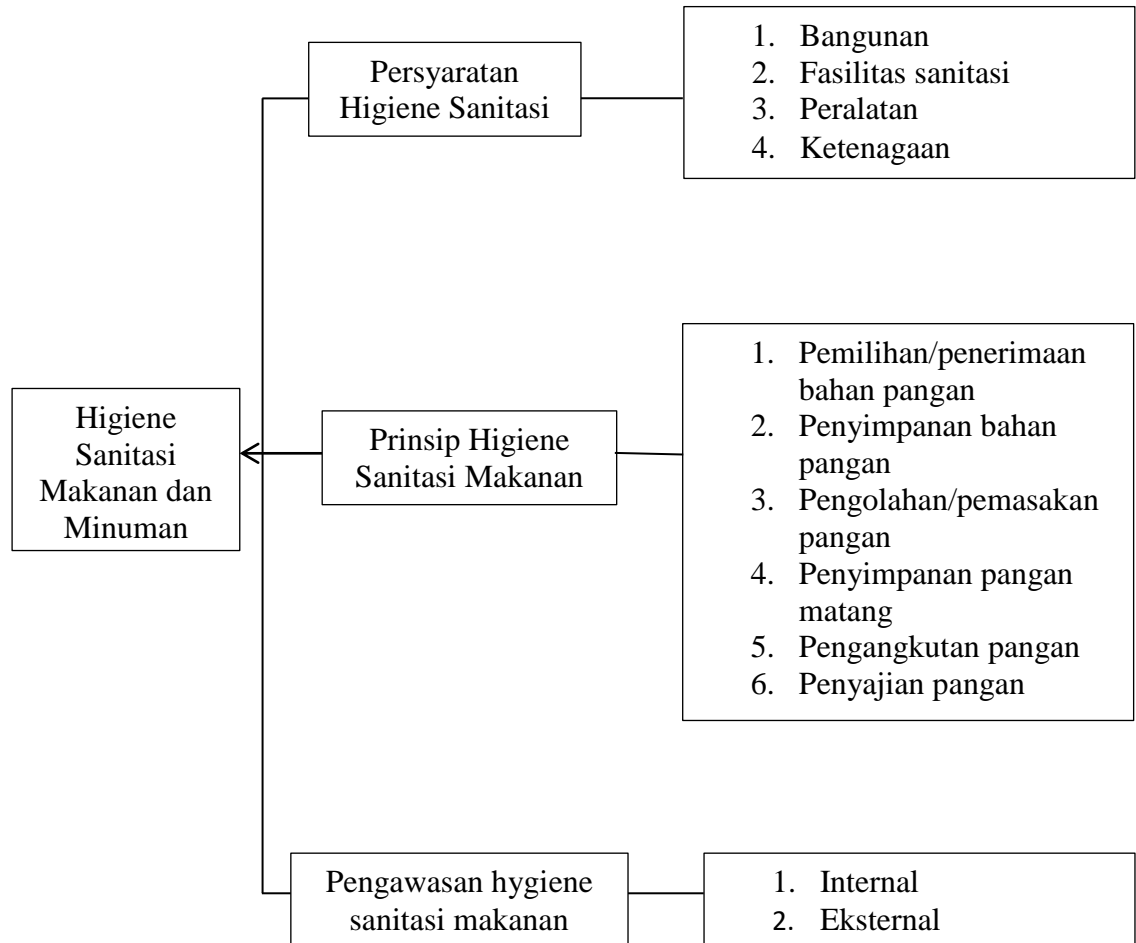 Persyaratan
Higiene Sanitasi
1. Bangunan
2. Fasilitas sanitasi
3. Peralatan
4. Ketenagaan
Higiene
Sanitasi
Makanan dan
Minuman
Prinsip Higiene
Sanitasi Makanan
1. Pemilihan/penerimaan
bahan pangan
2. Penyimpanan bahan
pangan
3. Pengolahan/pemasakan
pangan
4. Penyimpanan pangan
matang
5. Pengangkutan pangan
6. Penyajian pangan
Pengawasan hygiene
sanitasi makanan
1. Internal
2. Eksternal